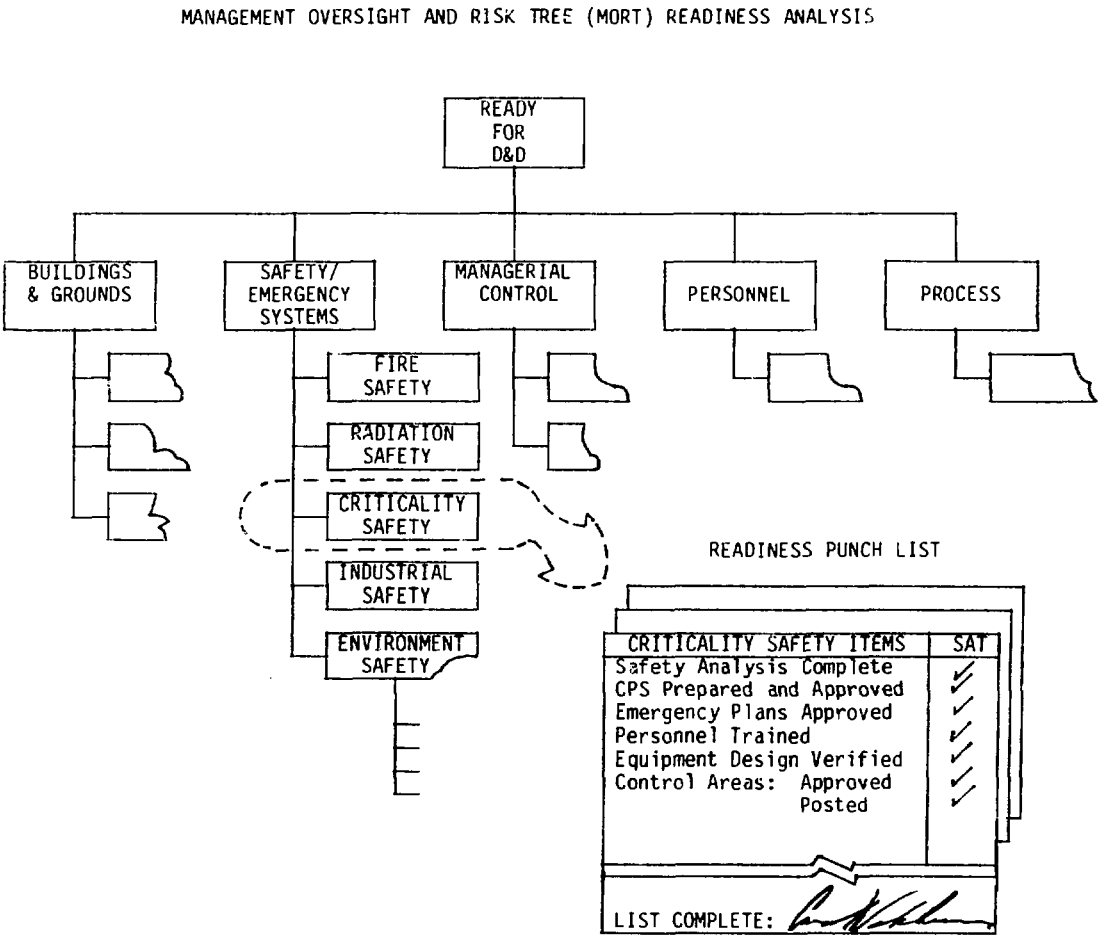 MANAGEMENT OVERSIGHT AND RISK TREE (MORT) READINESS ANALYSIS
READY
FOR
D&D
BUILDINGS
& GROUNDS
SAFETY/
EMERGENCY
SYSTEMS
MANAGERIAL
CONTROL
PERSONNEL
PROCESS
FIRE
SAFETY
RADIATION
SAFETY
CRITICALITY
SAFETY
INDUSTRIAL
SAFETY
ENVIRONMENT
SAFETY
READINESS PUNCH LIST
CRITICALITY SAFETY ITEMS SAT
Safety Analysis Complete ✓
CPS Prepared and Approved ✓
Emergency Plans Approved ✓
Personnel Trained ✓
Equipment Design Verified ✓
Control Areas: Approved ✓
Posted ✓
LIST COMPLETE: